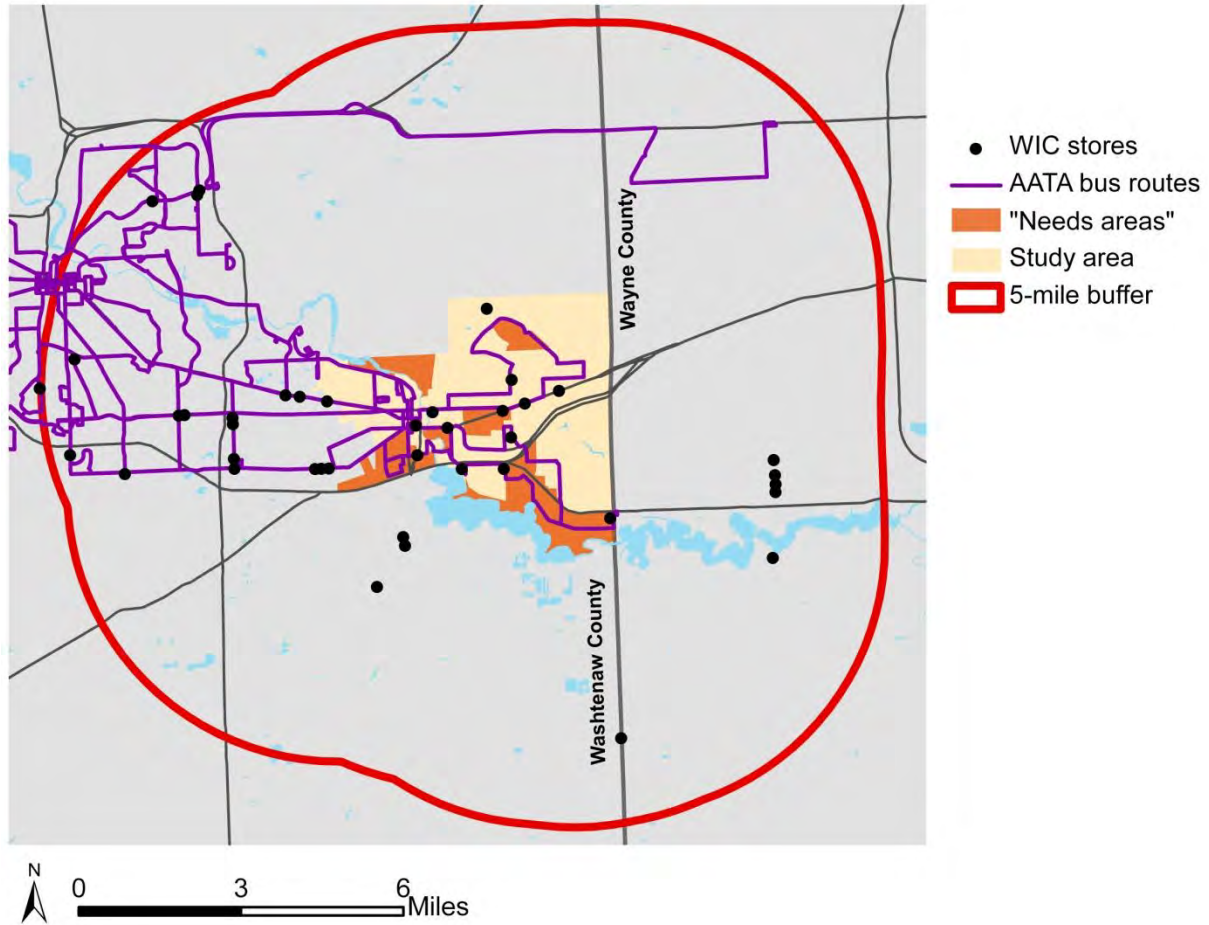 WIC stores
AATA bus routes
"Needs areas"
Study area
5-mile buffer
Wayne County
Washtenaw County
N
0 3 6
Miles